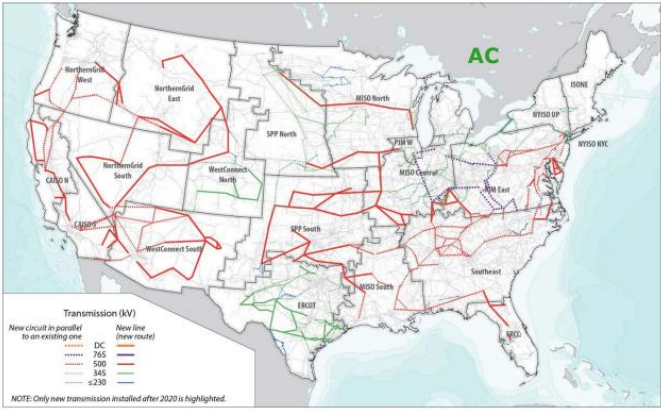 AC
NorthernGrid
West
NorthernGrid
East
MISO North
ISONE
NYISO UP
NYISO NYC
SPP North
PJM W
WestConnect
North
MISO Central
PJM East
NorthernGrid
South
CAISO N
CAISO S
WestConnect South
SPP South
Southeast
ERCOT
MISO South
FRCC
Transmission (kV)
New circuit in parallel
to an existing one
New line
(new route)
DC
765
500
345
≤230
NOTE: Only new transmission installed after 2020 is highlighted.